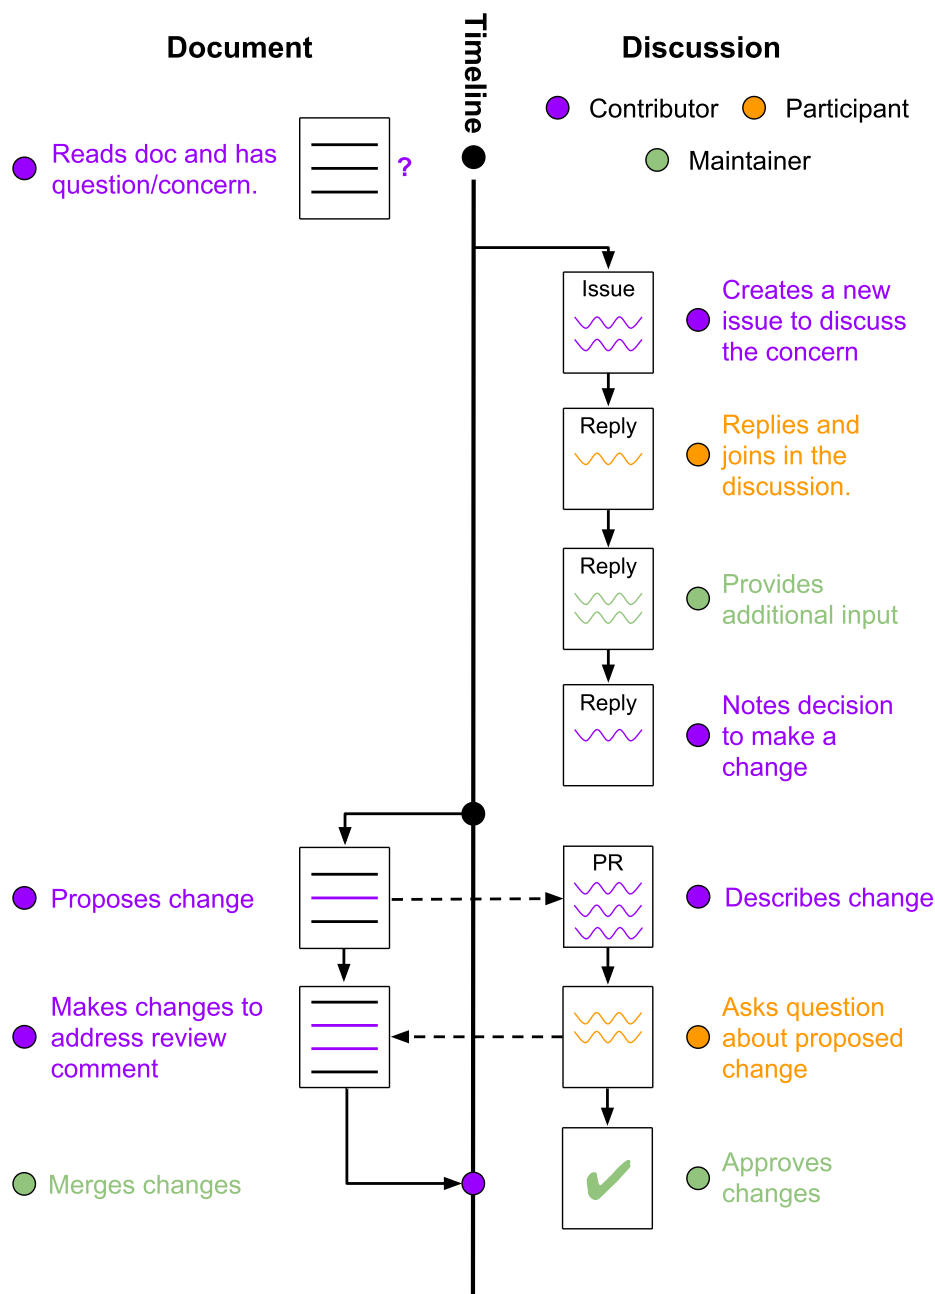 Document
Timeline
Discussion
Contributor
Participant
Maintainer
Reads doc and has
question/concern.
?
Issue
Creates a new
issue to discuss
the concern
Reply
Replies and
joins in the
discussion.
Reply
Provides
additional input
Reply
Notes decision
to make a
change
Proposes change
PR
Describes change
Makes changes to
address review
comment
Asks question
about proposed
change
Merges changes
Approves
changes